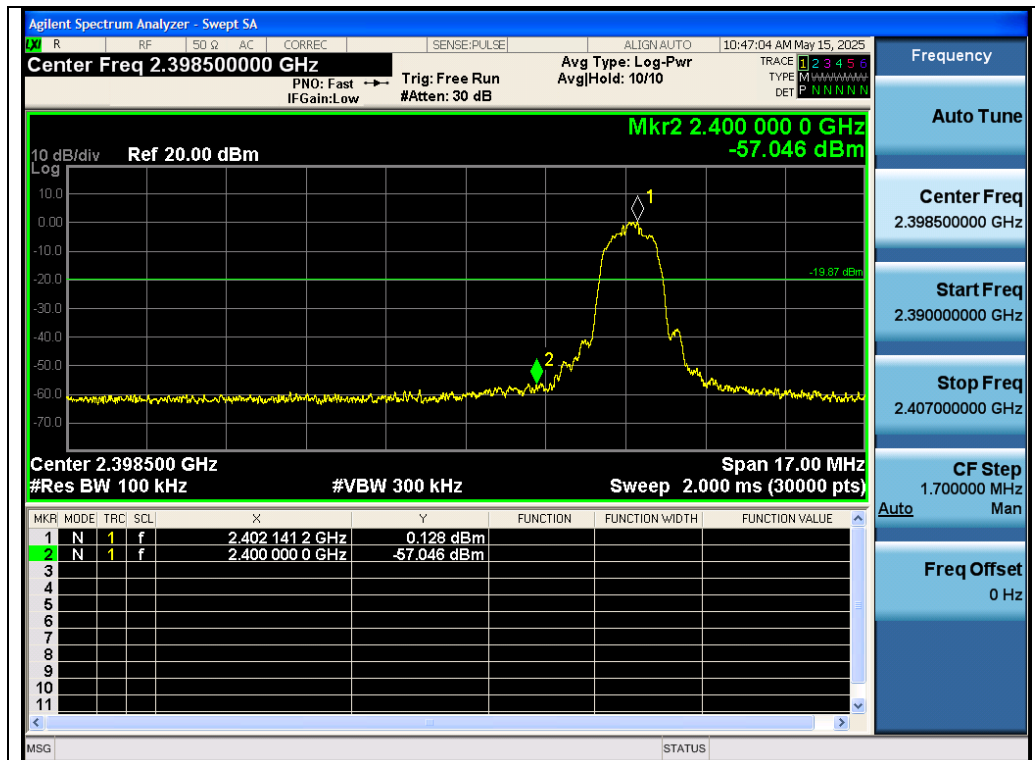 Agilent Spectrum Analyzer - Swept SA
LXI R RF 50 Ω AC CORREC SENSE:PULSE ALIGN AUTO 10:47:04 AM May 15, 2025
Center Freq 2.398500000 GHz
PNO: Fast
IFGain:Low
Trig: Free Run
#Atten: 30 dB
Avg Type: Log-Pwr
Avg|Hold: 10/10
TRACE 1 2 3 4 5 6
TYPE M
DET P N N N N N
Mkr2 2.400 000 0 GHz
-57.046 dBm
10 dB/div Ref 20.00 dBm
Log
10.0
0.00
-10.0
-20.0
-30.0
-40.0
-50.0
-60.0
-70.0
1
2
-19.87 dBm
Center 2.398500 GHz Span 17.00 MHz
#Res BW 100 kHz #VBW 300 kHz Sweep 2.000 ms (30000 pts)
MKR MODE TRC SCL X Y FUNCTION FUNCTION WIDTH FUNCTION VALUE
1 N 1 f 2.402 141 2 GHz 0.128 dBm
2 N 1 f 2.400 000 0 GHz -57.046 dBm
3
4
5
6
7
8
9
10
11
MSG STATUS
Frequency
Auto Tune
Center Freq
2.398500000 GHz
Start Freq
2.390000000 GHz
Stop Freq
2.407000000 GHz
CF Step
1.700000 MHz
Auto Man
Freq Offset
0 Hz